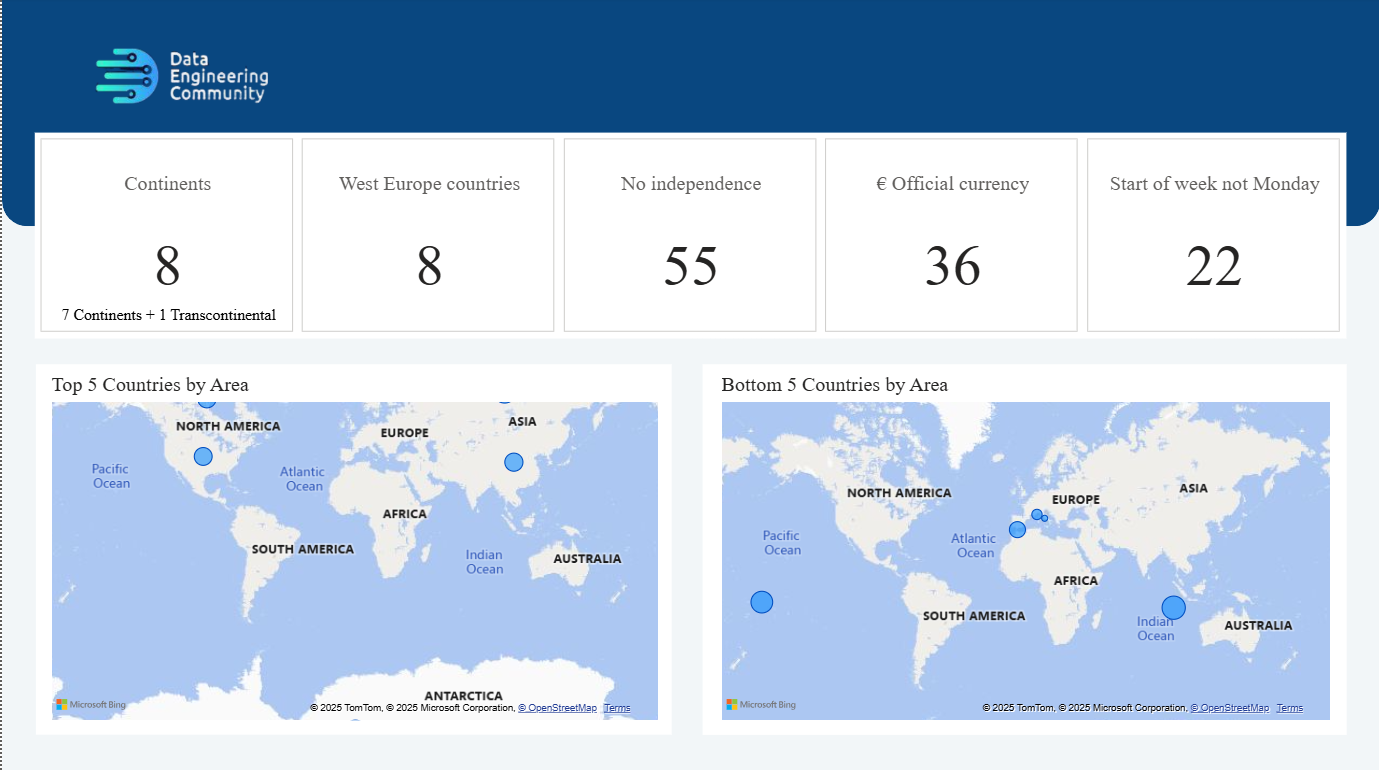 Data
Engineering
Community
Continents
8
7 Continents + 1 Transcontinental
West Europe countries
8
No independence
55
€ Official currency
36
Start of week not Monday
22
Top 5 Countries by Area
NORTH AMERICA
ASIA
EUROPE
Pacific
Ocean
Atlantic
Ocean
AFRICA
SOUTH AMERICA
Indian
Ocean
AUSTRALIA
ANTARCTICA
Microsoft Bing
© 2025 TomTom, © 2025 Microsoft Corporation, © OpenStreetMap Terms
Bottom 5 Countries by Area
NORTH AMERICA
ASIA
EUROPE
Pacific
Ocean
Atlantic
Ocean
AFRICA
SOUTH AMERICA
Indian
Ocean
AUSTRALIA
Microsoft Bing
© 2025 TomTom, © 2025 Microsoft Corporation, © OpenStreetMap Terms